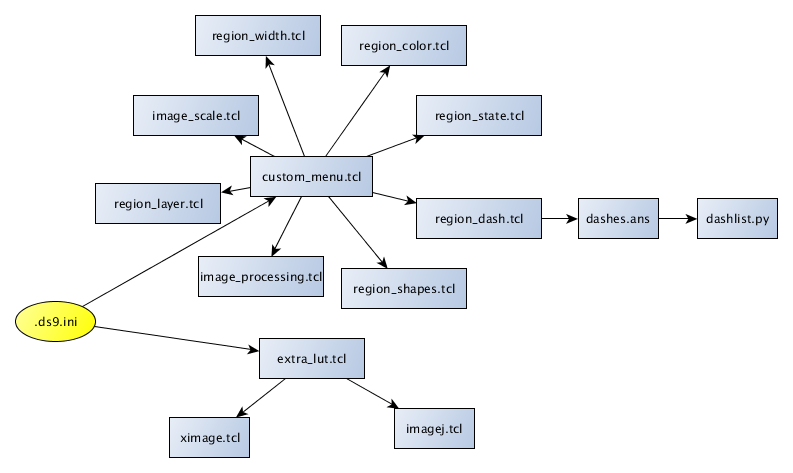 region_width.tcl
region_color.tcl
image_scale.tcl
region_state.tcl
custom_menu.tcl
region_layer.tcl
region_dash.tcl
dashes.ans
dashlist.py
image_processing.tcl
region_shapes.tcl
.ds9.ini
extra_lut.tcl
ximage.tcl
imagej.tcl